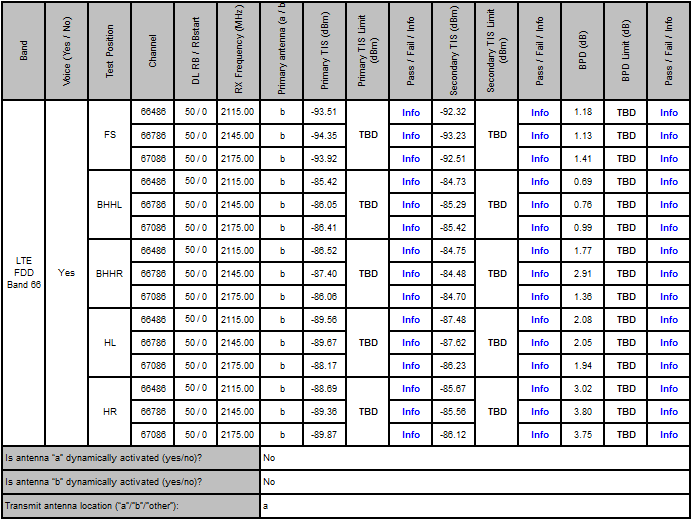 Band Voice (Yes / No) Test Position Channel DL RB / RBstart RX Frequency (MHz) Primary antenna (a / b Primary TIS (dBm) Primary TIS Limit (dBm) Pass / Fail / Info Secondary TIS (dBm) Secondary TIS Limit (dBm) Pass / Fail / Info BPD (dB) BPD Limit (dB) Pass / Fail / Info
66486 50 / 0 2115.00 b -93.51 Info -92.32 Info 1.18 TBD Info
FS 66786 50 / 0 2145.00 b -94.35 TBD Info -93.23 TBD Info 1.13 TBD Info
67086 50 / 0 2175.00 b -93.92 Info -92.51 Info 1.41 TBD Info
66486 50 / 0 2115.00 b -85.42 Info -84.73 Info 0.69 TBD Info
BHHL 66786 50 / 0 2145.00 b -86.05 TBD Info -85.29 TBD Info 0.76 TBD Info
67086 50 / 0 2175.00 b -86.41 Info -85.42 Info 0.99 TBD Info
66486 50 / 0 2115.00 b -86.52 Info -84.75 Info 1.77 TBD Info
LTE FDD Band 66 Yes BHHR 66786 50 / 0 2145.00 b -87.40 TBD Info -84.48 TBD Info 2.91 TBD Info
67086 50 / 0 2175.00 b -86.06 Info -84.70 Info 1.36 TBD Info
66486 50 / 0 2115.00 b -89.56 Info -87.48 Info 2.08 TBD Info
HL 66786 50 / 0 2145.00 b -89.67 TBD Info -87.62 TBD Info 2.05 TBD Info
67086 50 / 0 2175.00 b -88.17 Info -86.23 Info 1.94 TBD Info
66486 50 / 0 2115.00 b -88.69 Info -85.67 Info 3.02 TBD Info
HR 66786 50 / 0 2145.00 b -89.36 TBD Info -85.56 TBD Info 3.80 TBD Info
67086 50 / 0 2175.00 b -89.87 Info -86.12 Info 3.75 TBD Info
Is antenna "a" dynamically activated (yes/no)? No
Is antenna "b" dynamically activated (yes/no)? No
Transmit antenna location ("a"/"b"/"other"): a